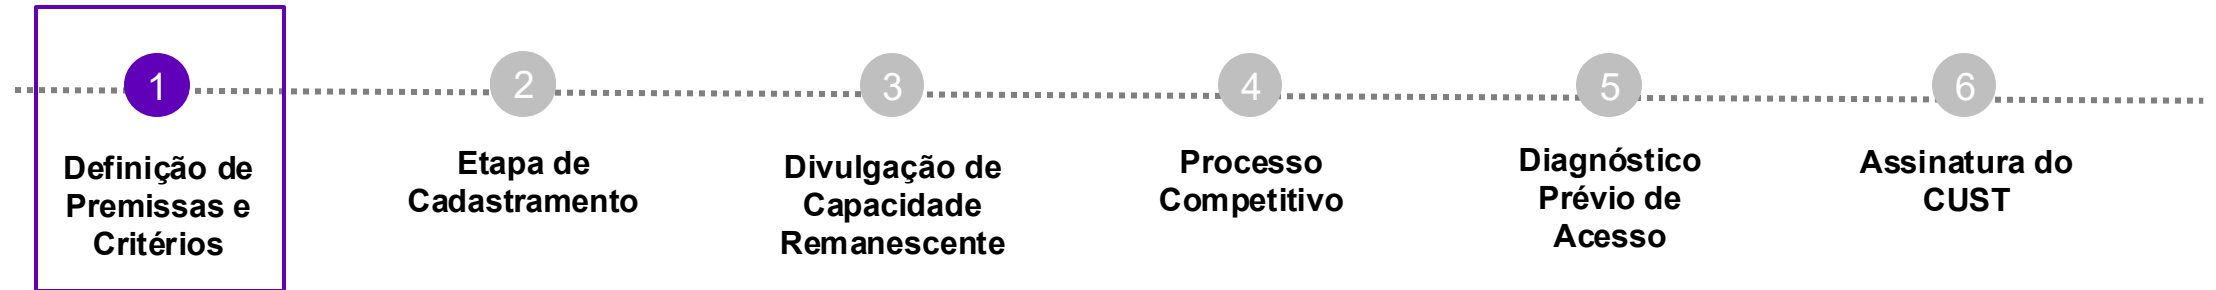 1
Definição de
Premissas e
Critérios
2
Etapa de
Cadastramento
3
Divulgação de
Capacidade
Remanescente
4
Processo
Competitivo
5
Diagnóstico
Prévio de
Acesso
6
Assinatura do
CUST